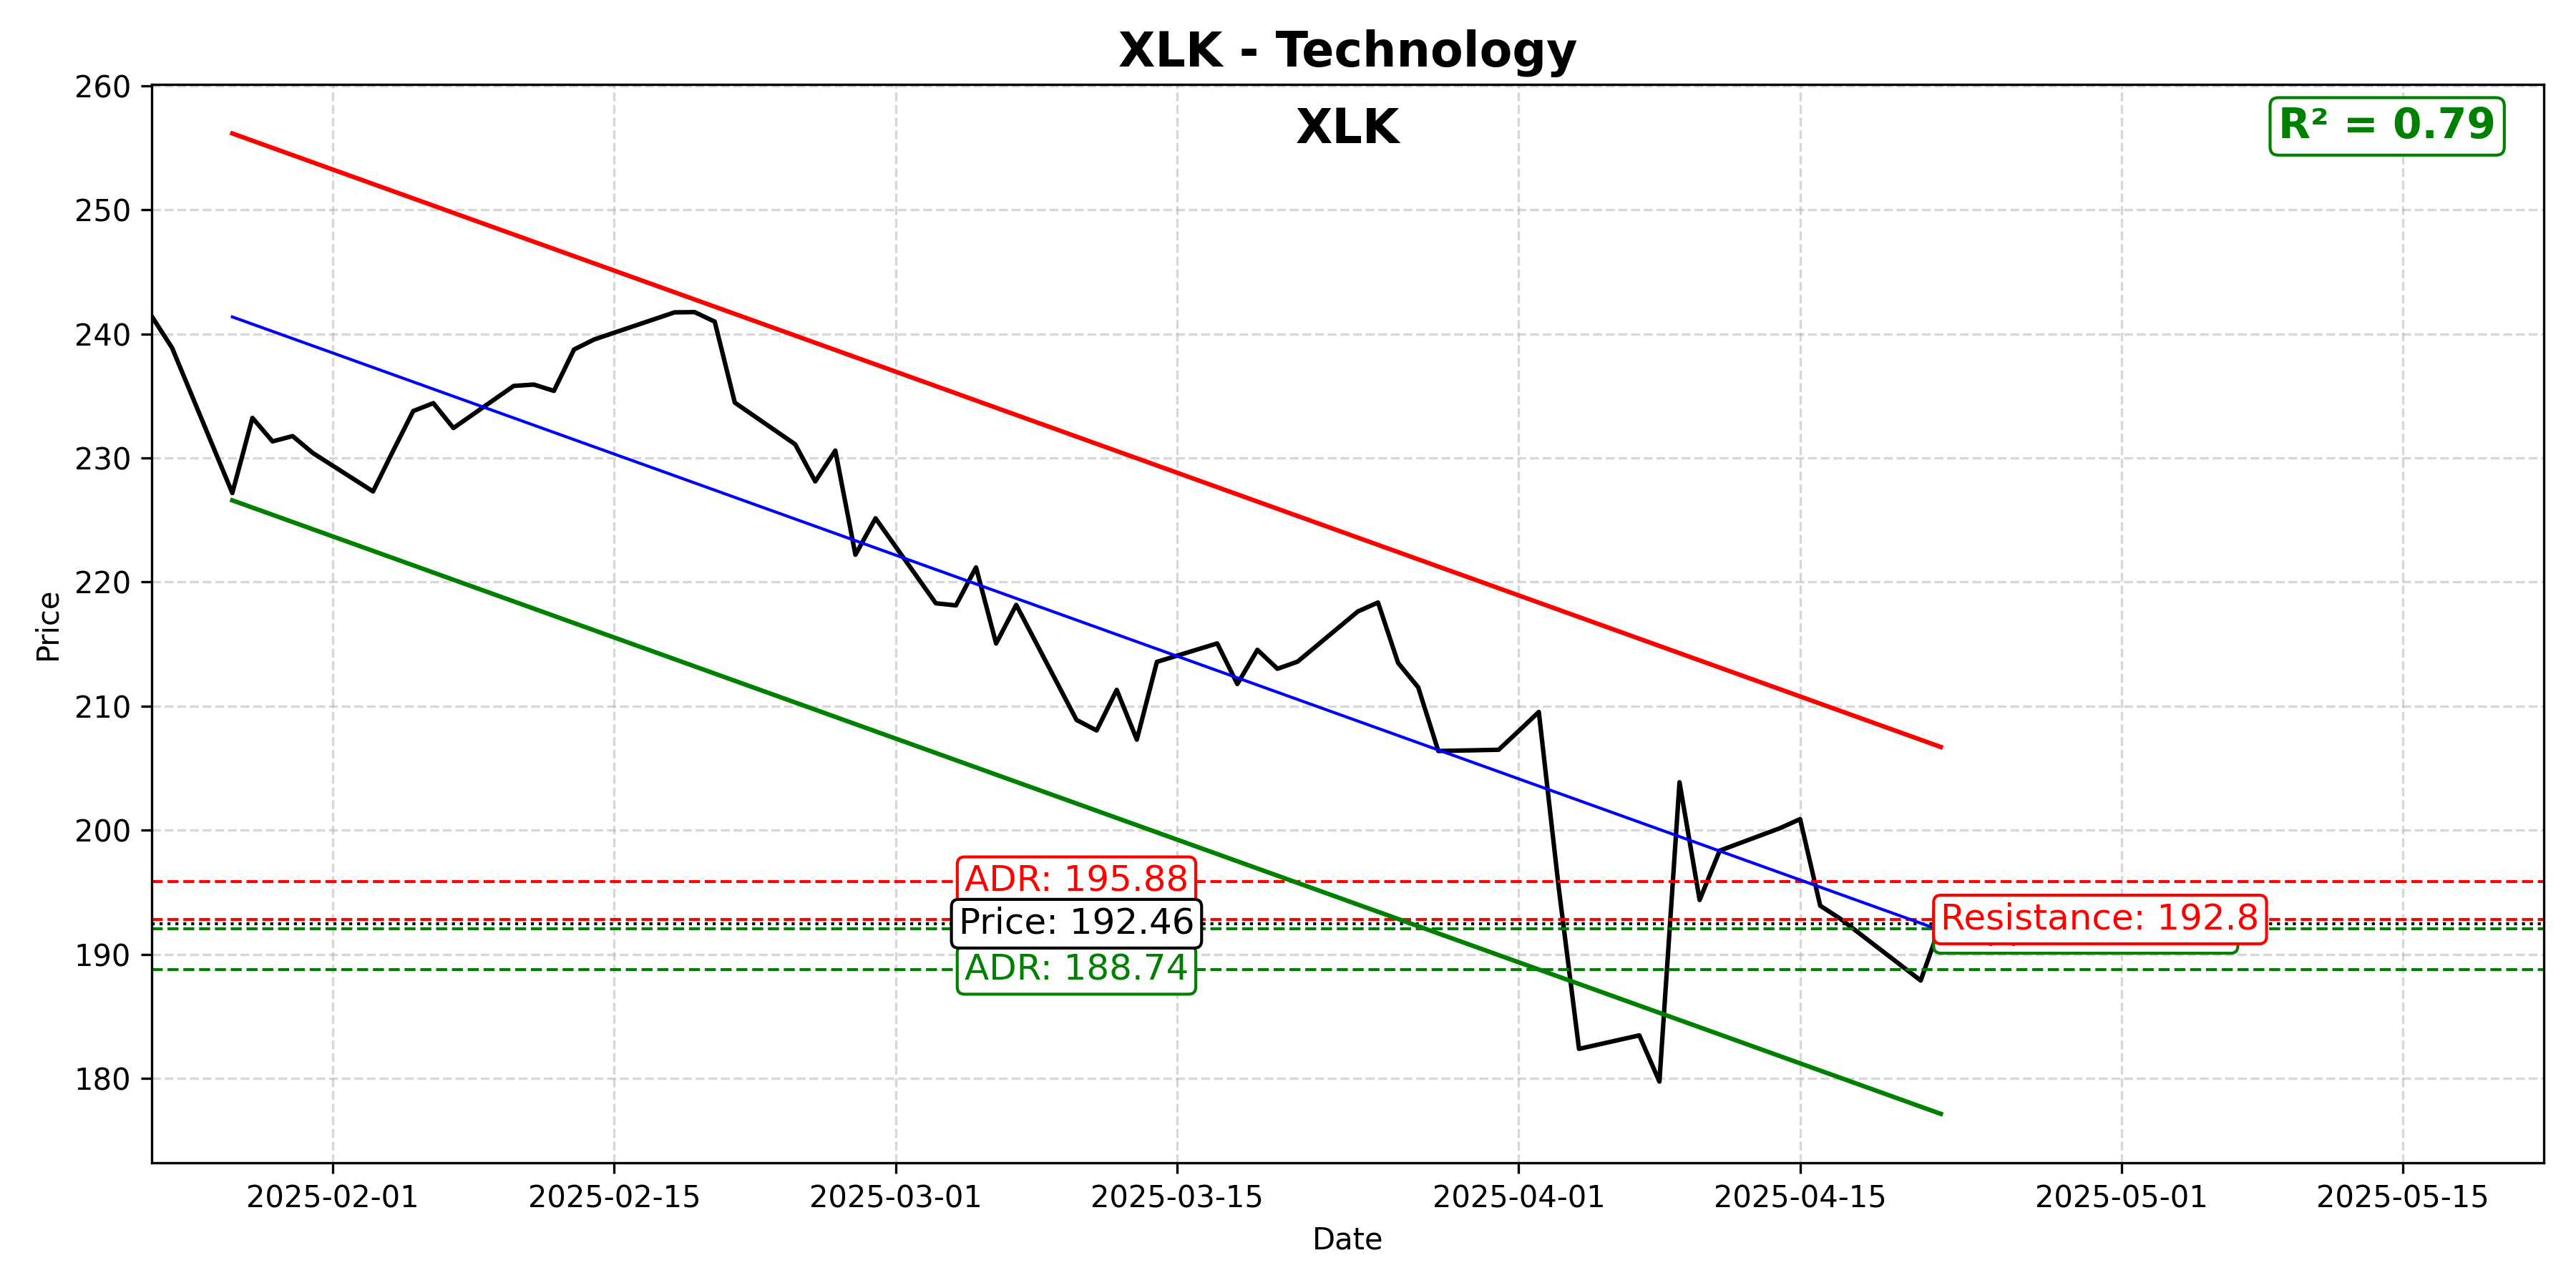 XLK - Technology
XLK
R² = 0.79
260
250
240
230
220
210
200
190
180
Price
ADR: 195.88
Price: 192.46
ADR: 188.74
Resistance: 192.8
2025-02-01
2025-02-15
2025-03-01
2025-03-15
2025-04-01
2025-04-15
2025-05-01
2025-05-15
Date